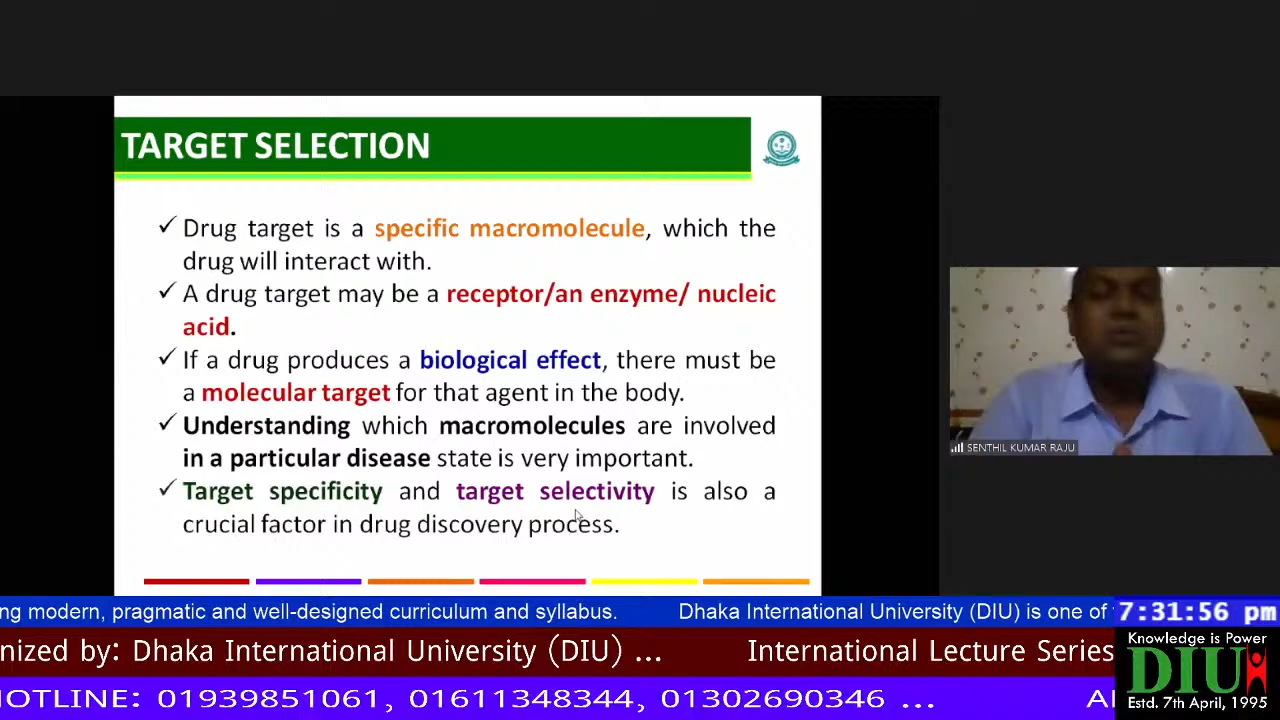 TARGET SELECTION
✓ Drug target is a specific macromolecule, which the
drug will interact with.
✓ A drug target may be a receptor/an enzyme/ nucleic
acid.
✓ If a drug produces a biological effect, there must be
a molecular target for that agent in the body.
✓ Understanding which macromolecules are involved
in a particular disease state is very important.
✓ Target specificity and target selectivity is also a
crucial factor in drug discovery process.
SENTHIL KUMAR RAJU
ng modern, pragmatic and well-designed curriculum and syllabus. Dhaka International University (DIU) is one of
7:31:56 pm
nized by: Dhaka International University (DIU) ... International Lecture Series
Knowledge is Power
DIU
Estd. 7th April, 1995
HOTLINE: 01939851061, 01611348344, 01302690346 ...